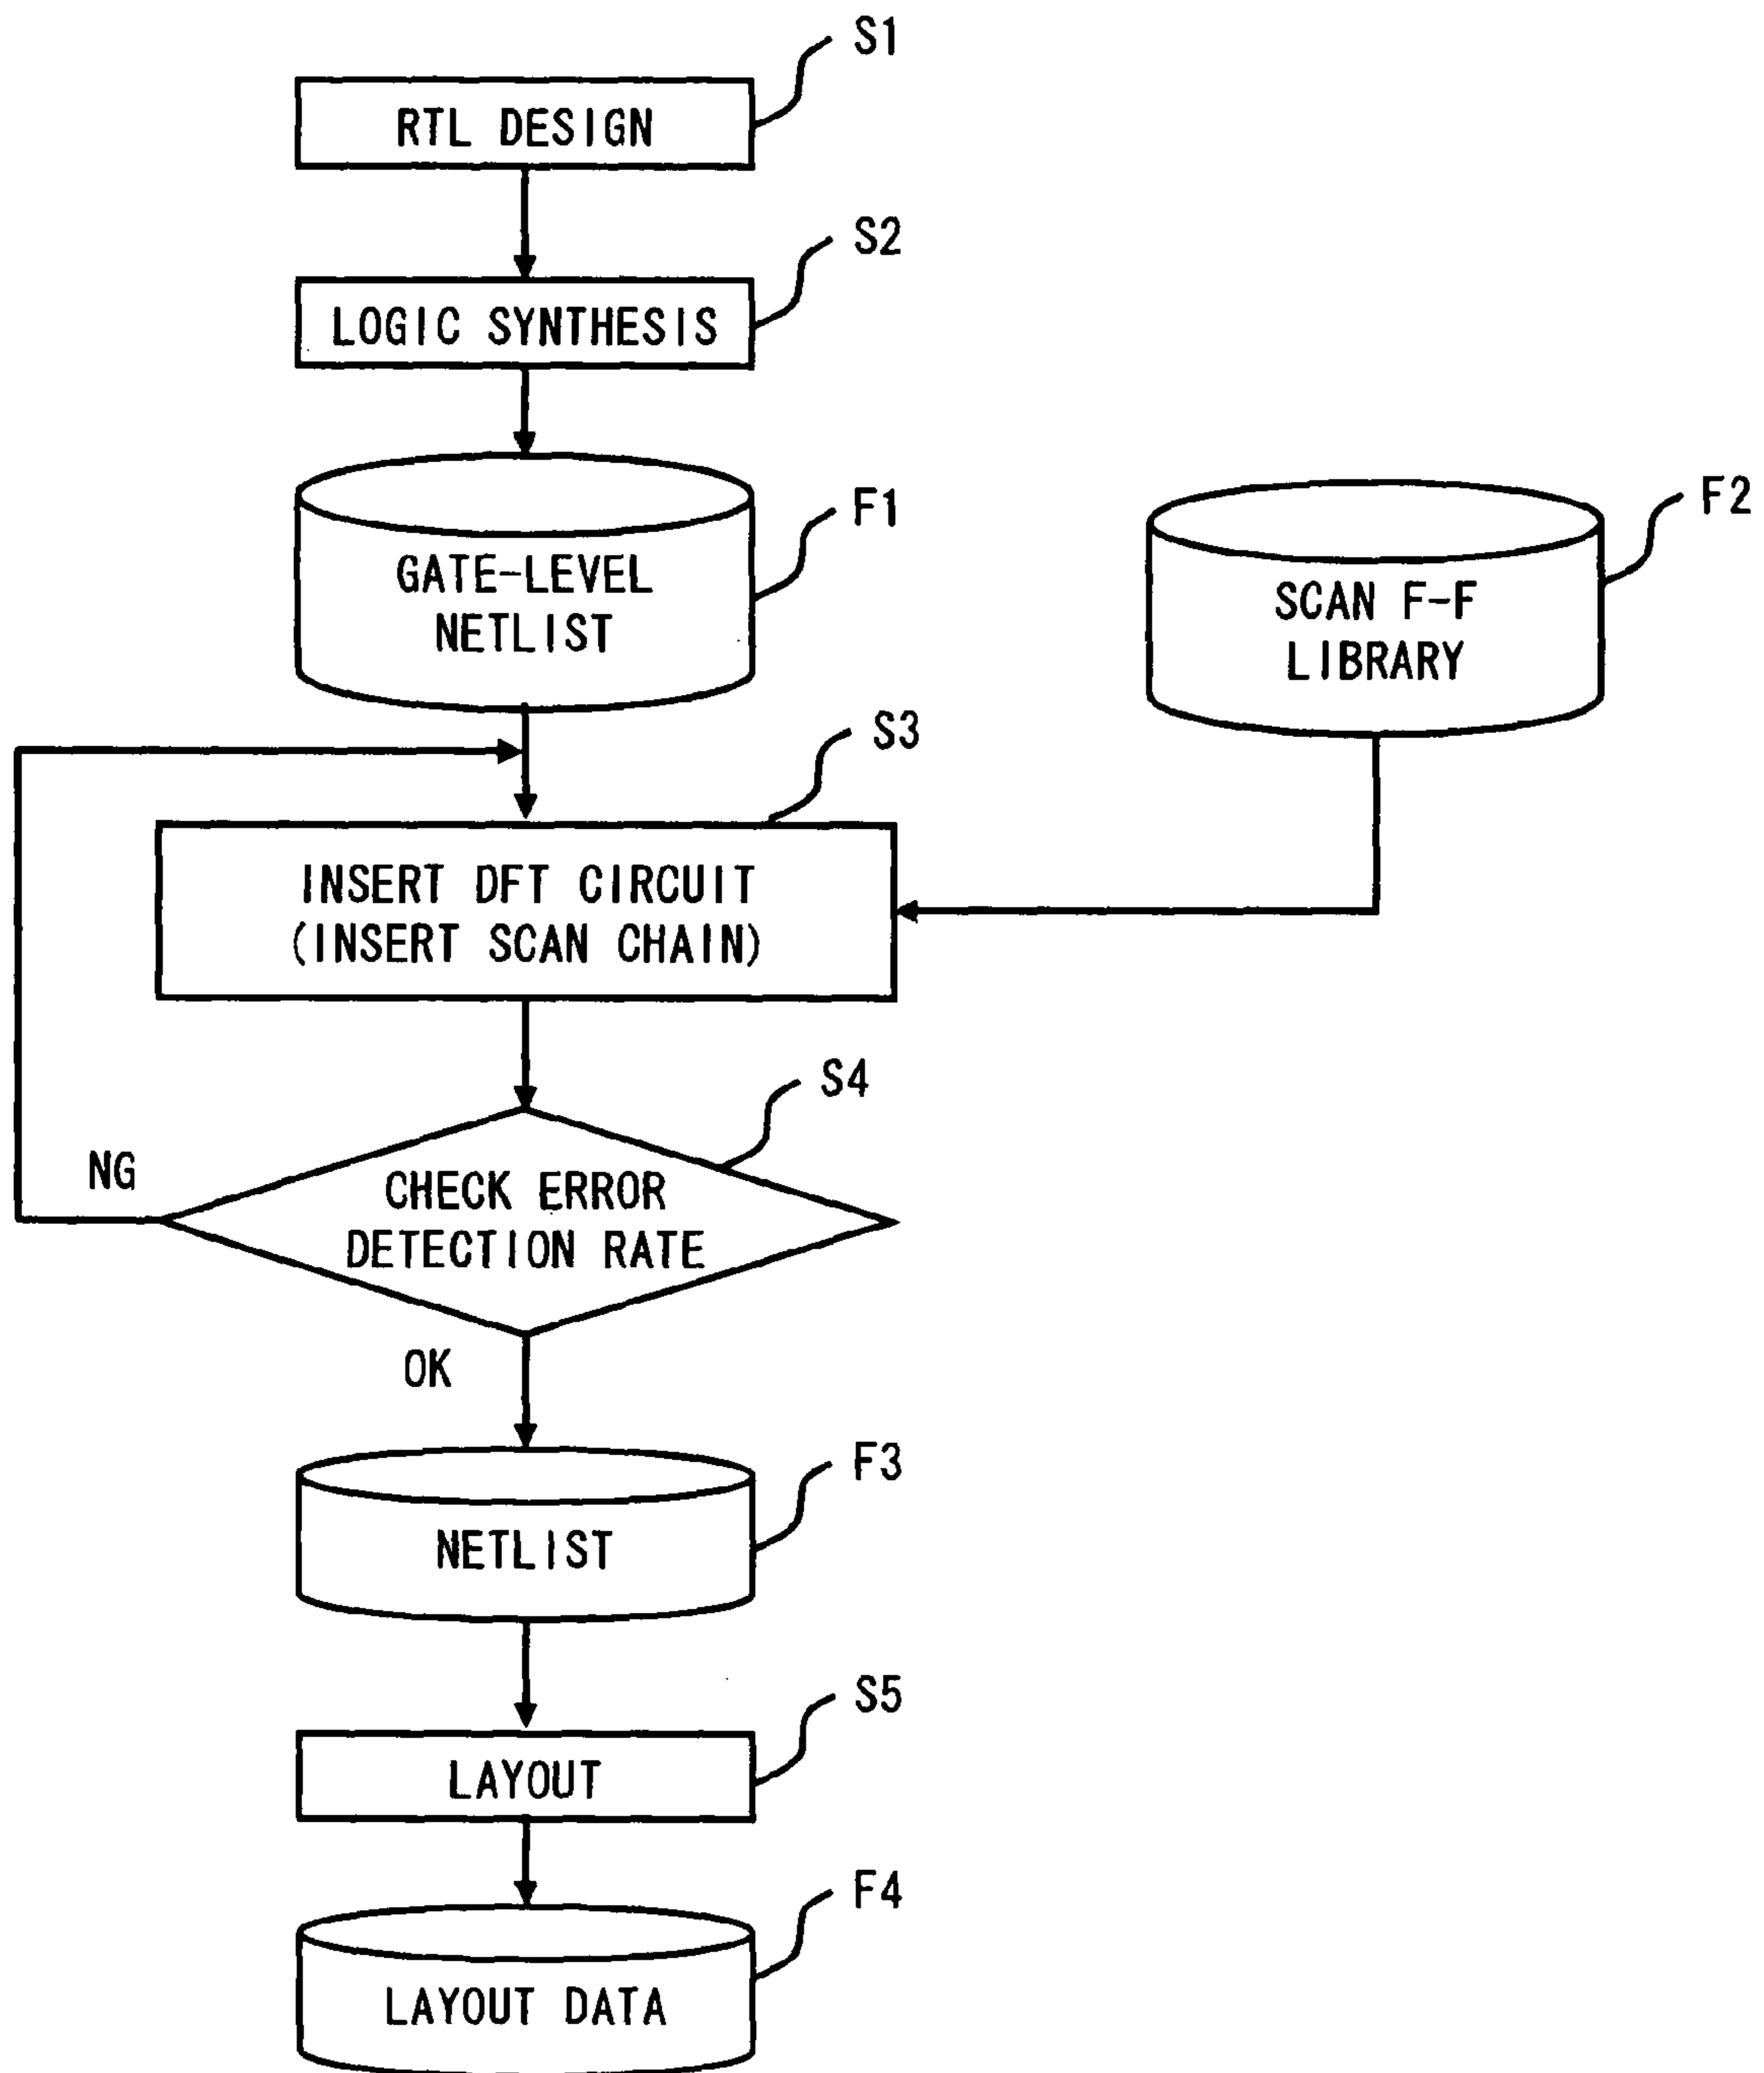 S1
RTL DESIGN
S2
LOGIC SYNTHESIS
F1
GATE-LEVEL
NETLIST
F2
SCAN F-F
LIBRARY
S3
INSERT DFT CIRCUIT
(INSERT SCAN CHAIN)
S4
NG
CHECK ERROR
DETECTION RATE
OK
F3
NETLIST
S5
LAYOUT
F4
LAYOUT DATA